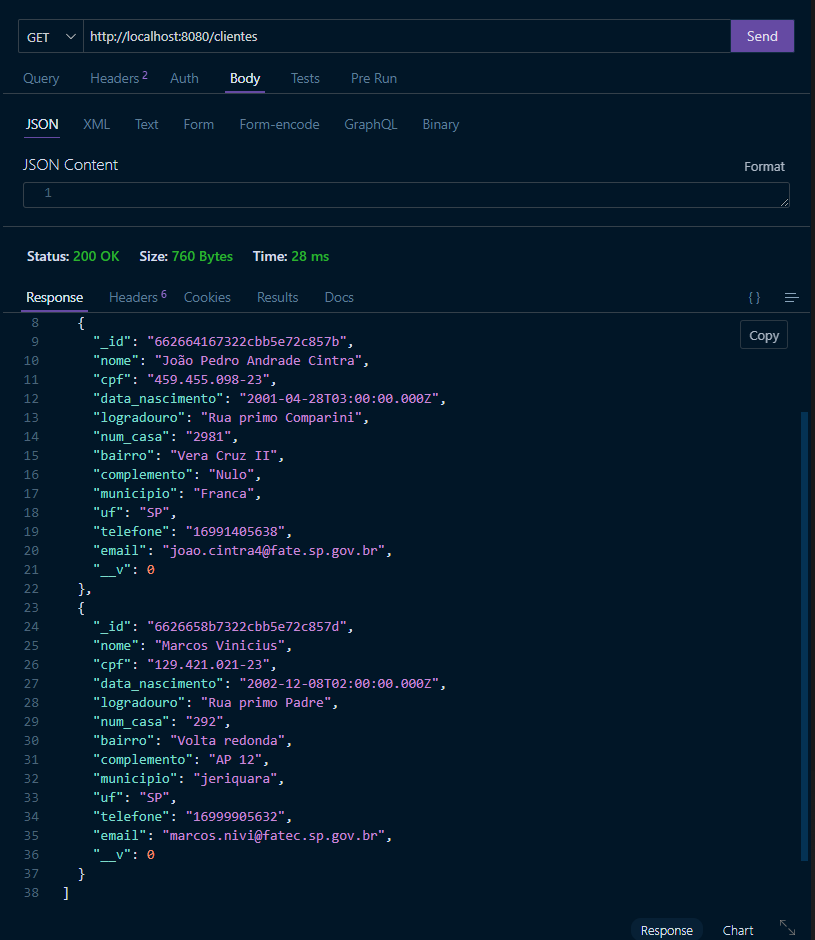 GET http://localhost:8080/clientes Send
Query Headers 2 Auth Body Tests Pre Run
JSON XML Text Form Form-encode GraphQL Binary
JSON Content Format
1
Status: 200 OK Size: 760 Bytes Time: 28 ms
Response Headers 6 Cookies Results Docs { }
Copy
8 {
9 "_id": "662664167322cbb5e72c857b",
10 "nome": "João Pedro Andrade Cintra",
11 "cpf": "459.455.098-23",
12 "data_nascimento": "2001-04-28T03:00:00.000Z",
13 "logradouro": "Rua primo Comparini",
14 "num_casa": "2981",
15 "bairro": "Vera Cruz II",
16 "complemento": "Nulo",
17 "municipio": "Franca",
18 "uf": "SP",
19 "telefone": "16991405638",
20 "email": "joao.cintra4@fate.sp.gov.br",
21 "__v": 0
22 },
23 {
24 "_id": "6626658b7322cbb5e72c857d",
25 "nome": "Marcos Vinicius",
26 "cpf": "129.421.021-23",
27 "data_nascimento": "2002-12-08T02:00:00.000Z",
28 "logradouro": "Rua primo Padre",
29 "num_casa": "292",
30 "bairro": "Volta redonda",
31 "complemento": "AP 12",
32 "municipio": "jeriquara",
33 "uf": "SP",
34 "telefone": "16999905632",
35 "email": "marcos.nivi@fatec.sp.gov.br",
36 "__v": 0
37 }
38 ]
Response Chart